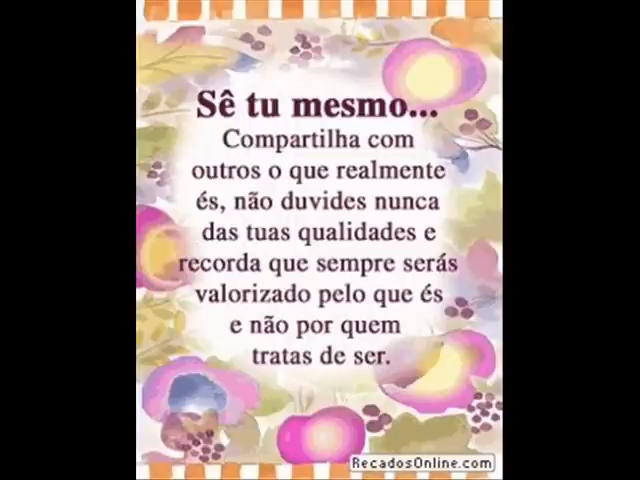 Sê tu mesmo...
Compartilha com
outros o que realmente
és, não duvides nunca
das tuas qualidades e
recorda que sempre serás
valorizado pelo que és
e não por quem
tratas de ser.
RecadosOnline.com